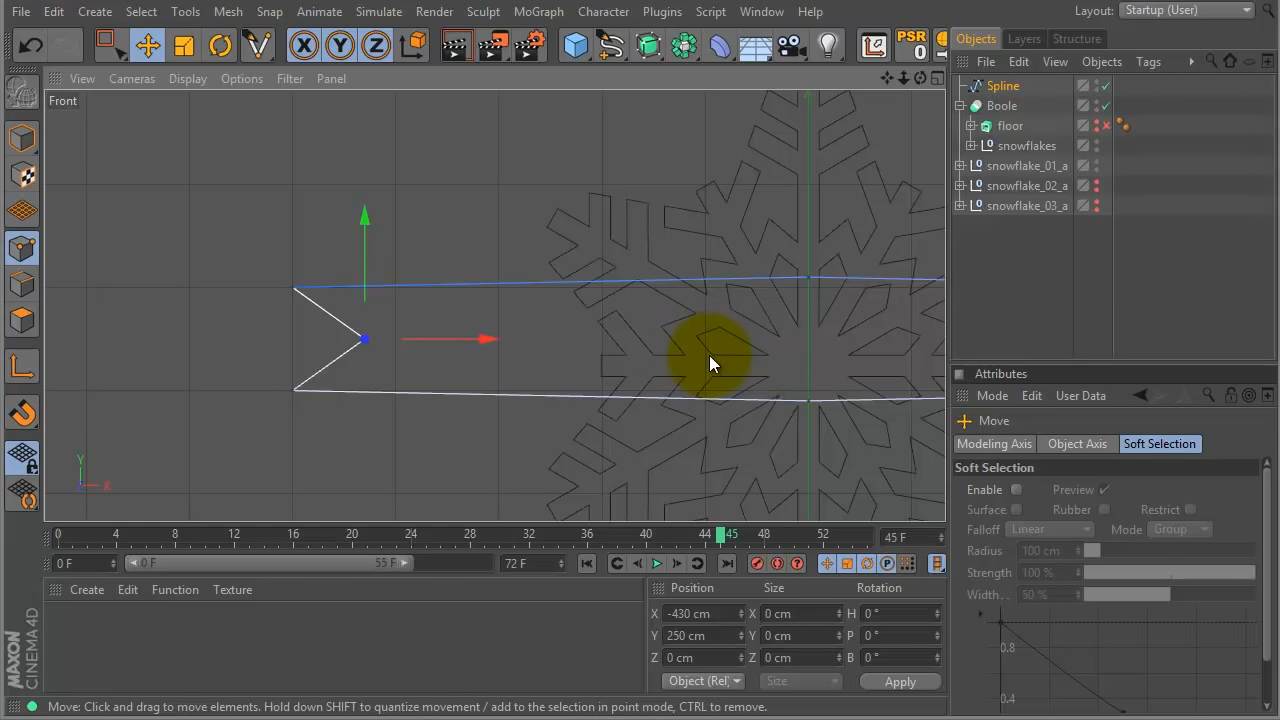 File Edit Create Select Tools Mesh Snap Animate Simulate Render Sculpt MoGraph Character Plugins Script Window Help Layout: Startup (User)
X Y Z PSR 0
Objects Layers Structure
File Edit View Objects Tags
View Cameras Display Options Filter Panel
Front
Spline
Boole
floor
snowflakes
snowflake_01_a
snowflake_02_a
snowflake_03_a
Y
Z X
Attributes
Mode Edit User Data
Move
Modeling Axis Object Axis Soft Selection
Soft Selection
Enable Preview
Surface Rubber Restrict
Falloff Linear Mode Group
Radius 100 cm
Strength 100 %
Width . . 50 %
0.8
0.4
0 4 8 12 16 20 24 28 32 36 40 44 45 48 52 45 F
0 F 0 F 55 F 72 F
Create Edit Function Texture
Position Size Rotation
X -430 cm X 0 cm H 0 °
Y 250 cm Y 0 cm P 0 °
Z 0 cm Z 0 cm B 0 °
Object (Rel) Size Apply
MAXON
CINEMA 4D
Move: Click and drag to move elements. Hold down SHIFT to quantize movement / add to the selection in point mode, CTRL to remove.